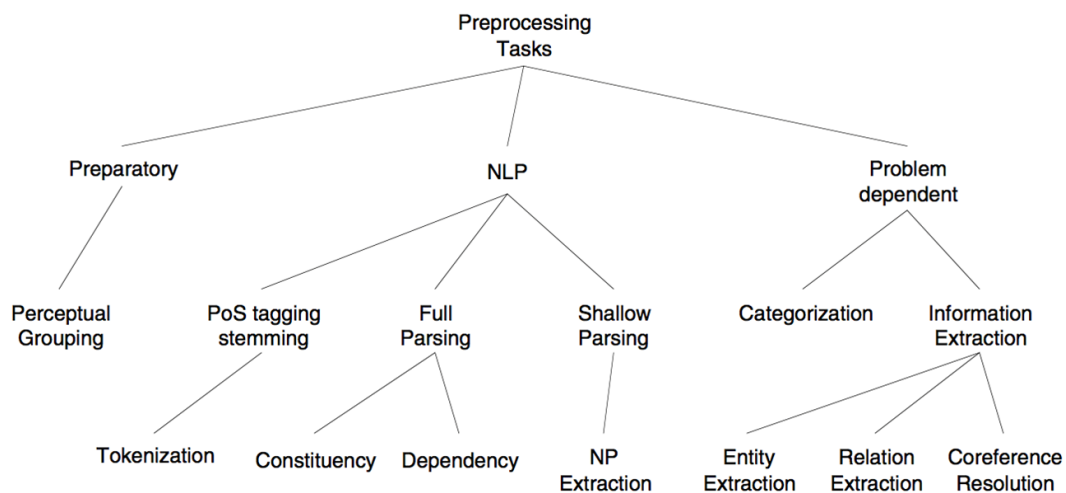 Preprocessing
Tasks
Preparatory
NLP
Problem
dependent
Perceptual
Grouping
PoS tagging
stemming
Full
Parsing
Shallow
Parsing
Categorization
Information
Extraction
Tokenization
Constituency
Dependency
NP
Extraction
Entity
Extraction
Relation
Extraction
Coreference
Resolution